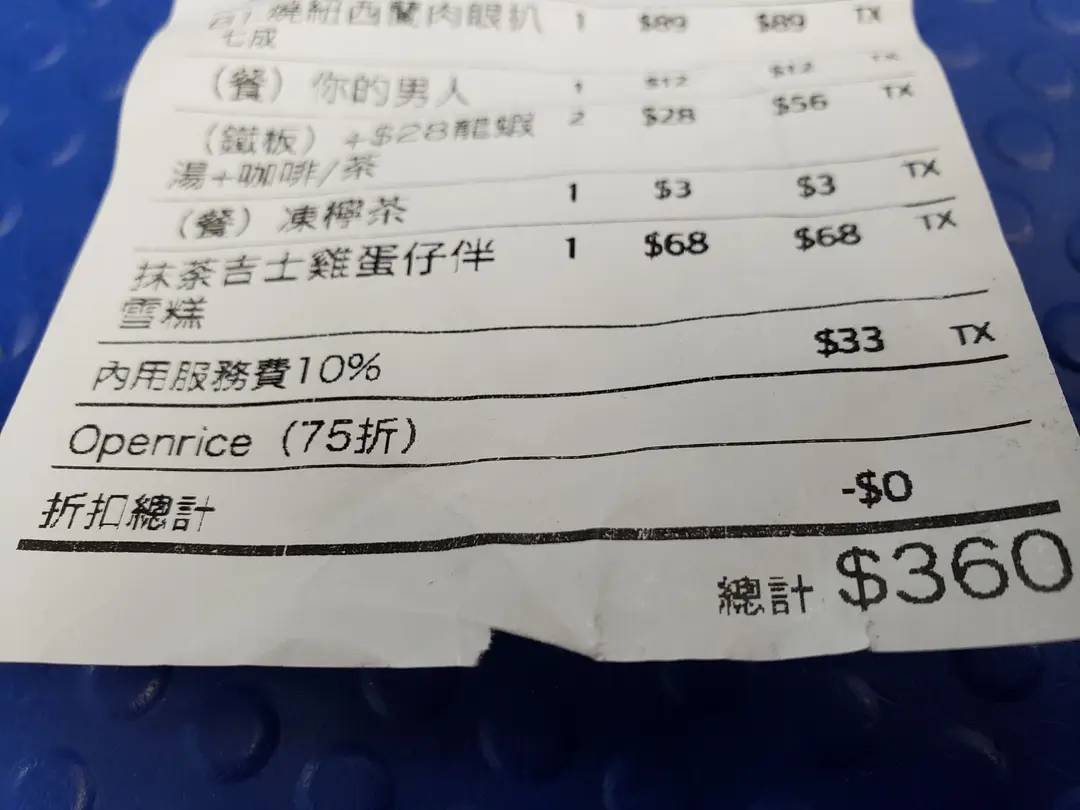 燒紐西蘭肉眼扒 1 $89 $89 TX
七成
（餐）你的男人 1 $12 $12 TX
（鐵板）+$28龍蝦 2 $28 $56 TX
湯+咖啡/茶
（餐）凍檸茶 1 $3 $3 TX
抹茶吉士雞蛋仔伴 1 $68 $68 TX
雪糕
內用服務費10% $33 TX
Openrice（75折）
折扣總計 -$0
總計 $360